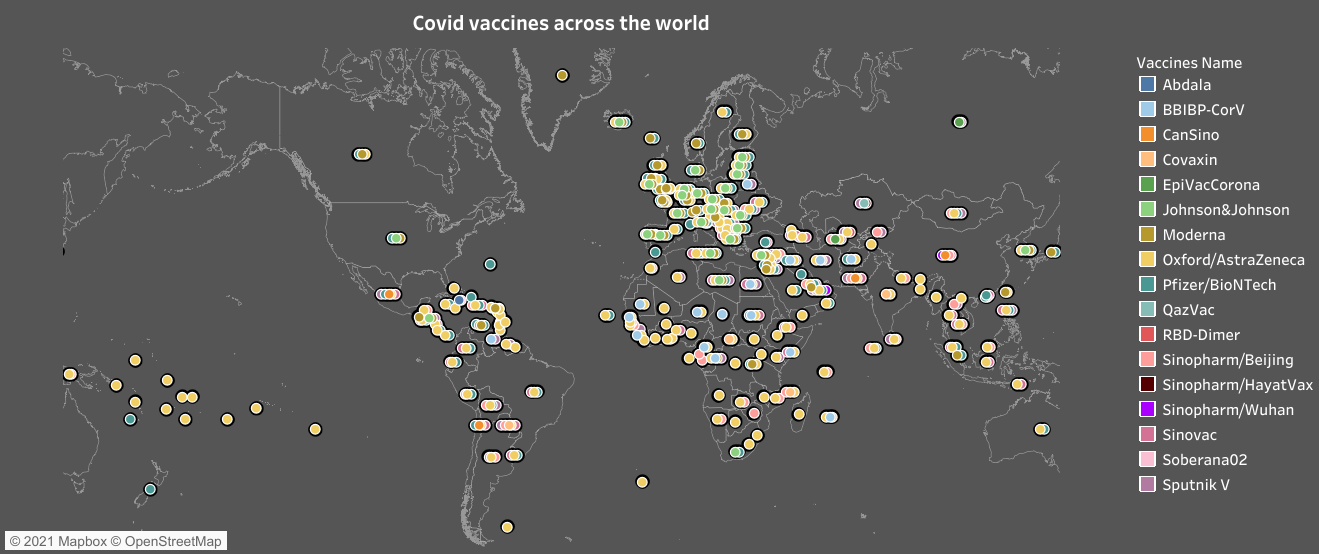 Covid vaccines across the world
Vaccines Name
Abdala
BBIBP-CorV
CanSino
Covaxin
EpiVacCorona
Johnson&Johnson
Moderna
Oxford/AstraZeneca
Pfizer/BioNTech
QazVac
RBD-Dimer
Sinopharm/Beijing
Sinopharm/HayatVax
Sinopharm/Wuhan
Sinovac
Soberana02
Sputnik V
© 2021 Mapbox © OpenStreetMap